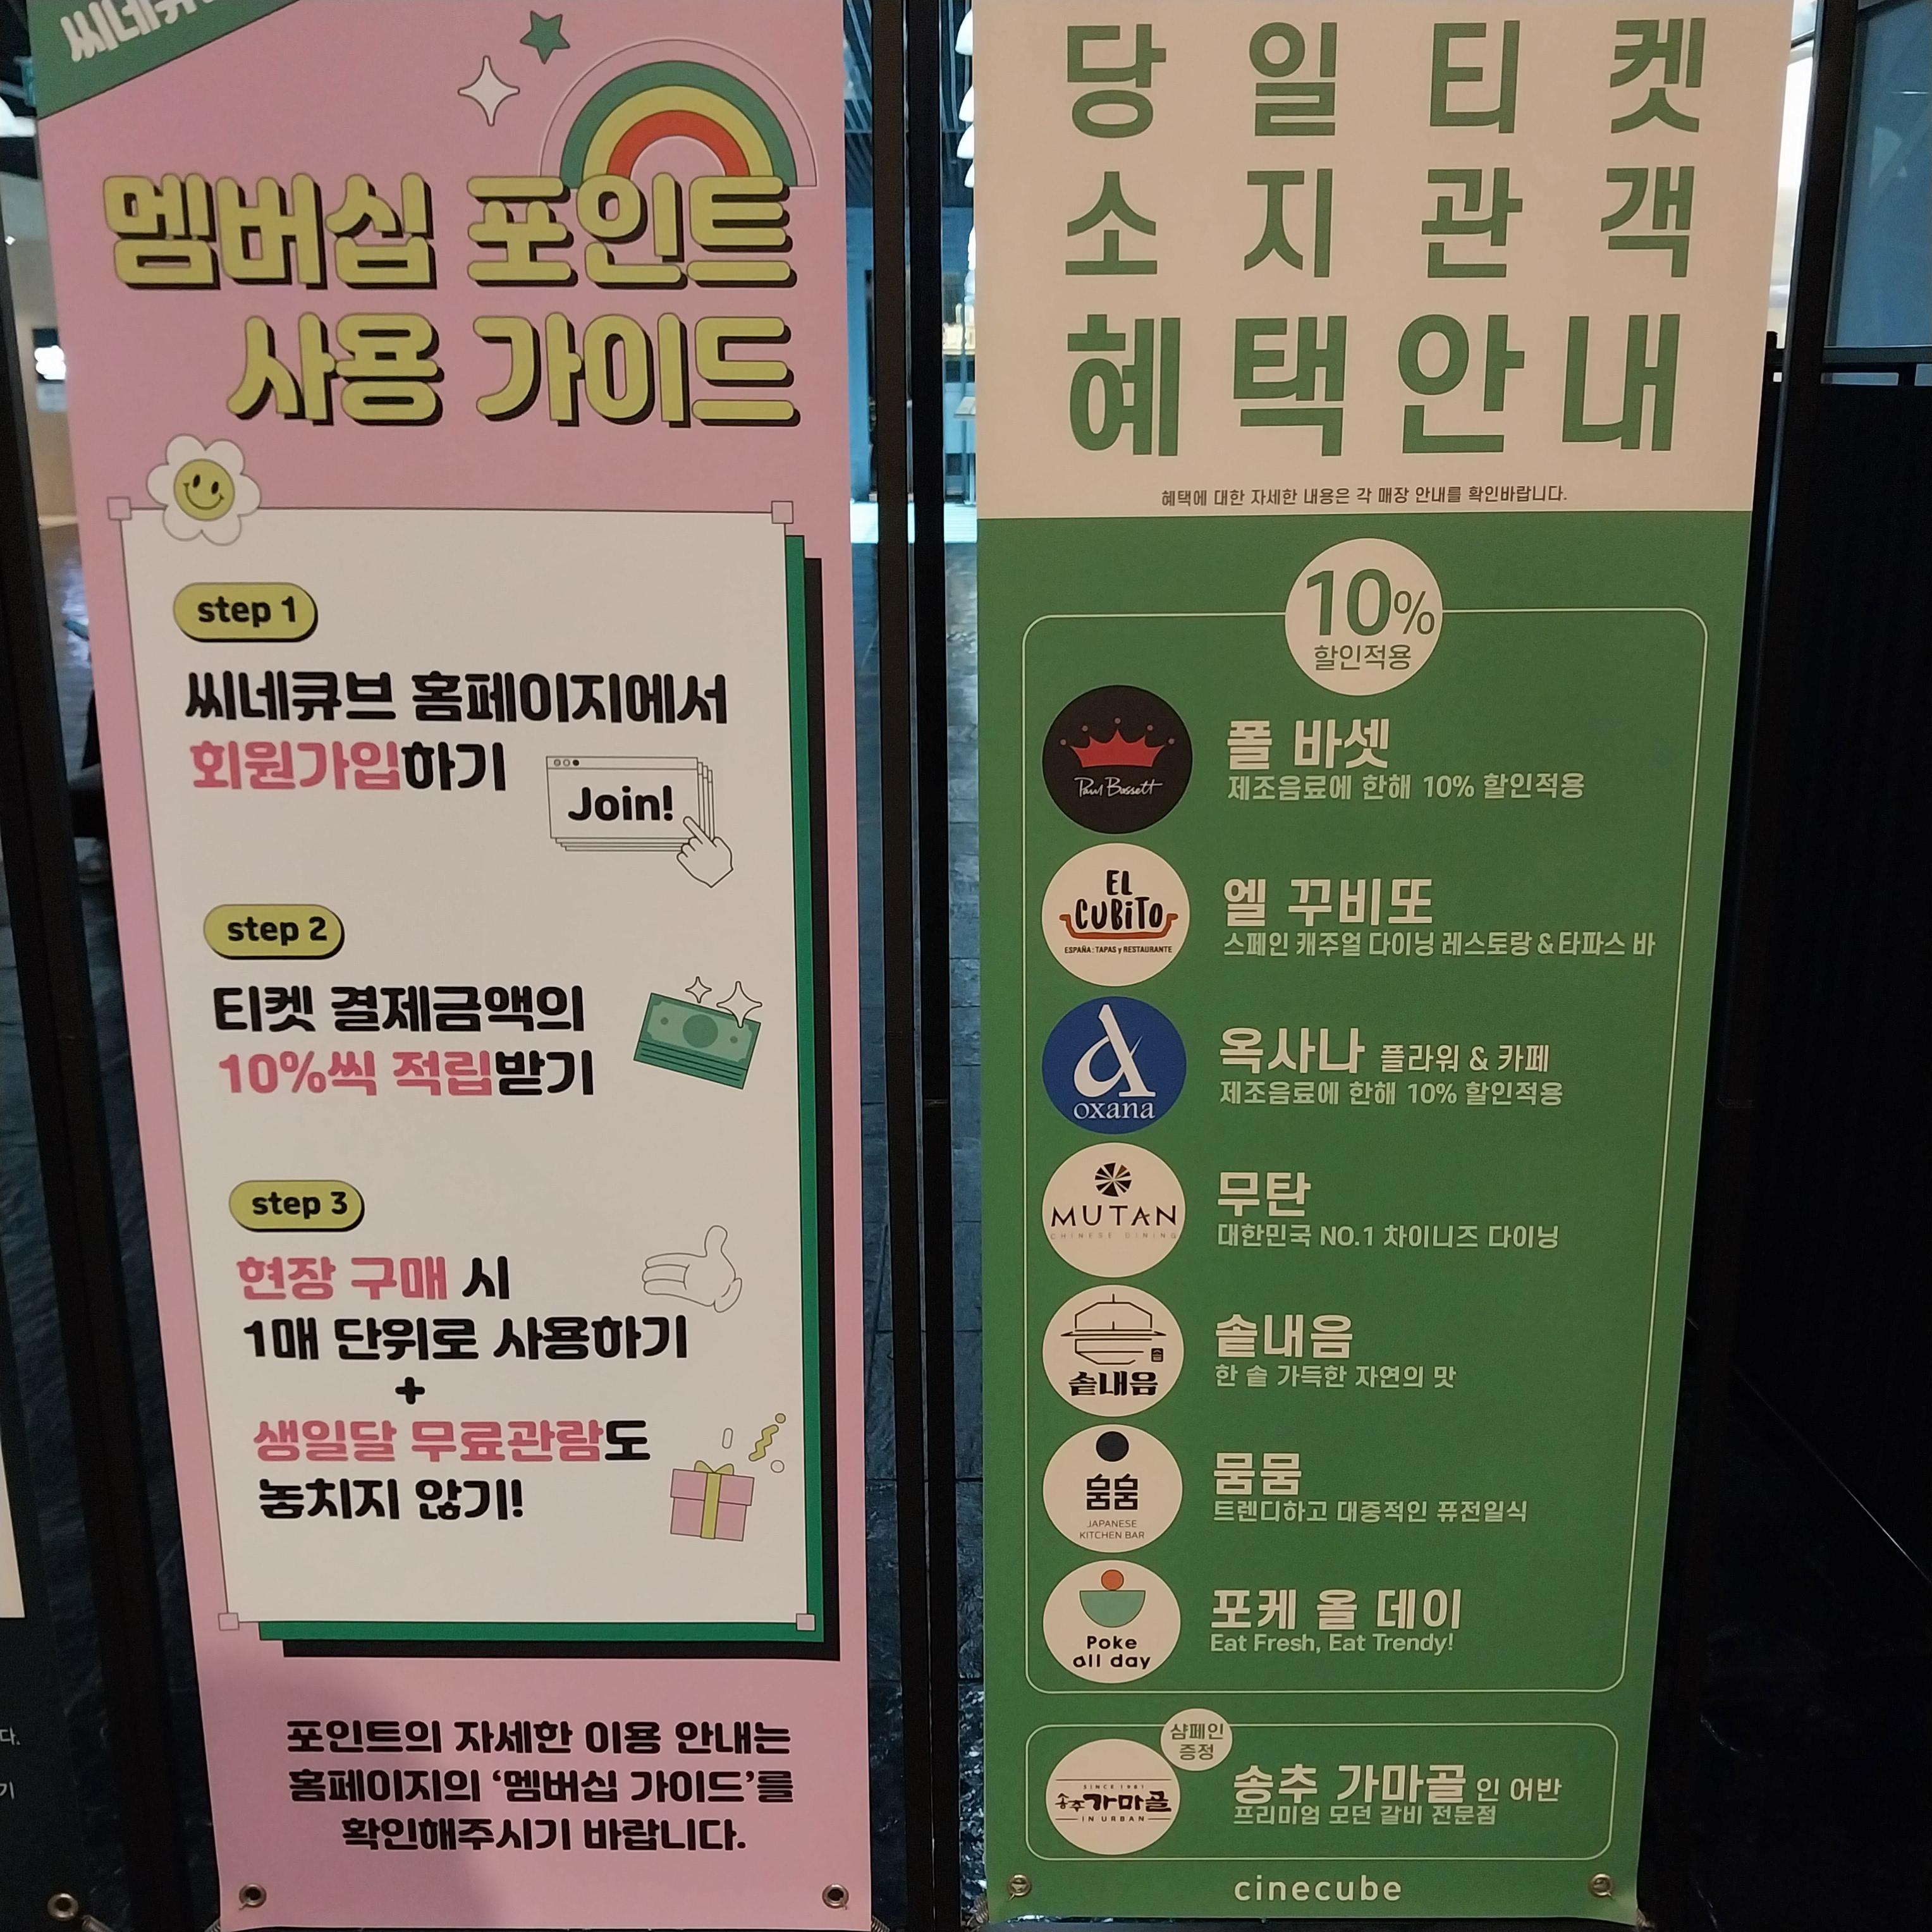 씨네큐브
멤버십 포인트
사용 가이드
step 1
씨네큐브 홈페이지에서
회원가입하기
Join!
step 2
티켓 결제금액의
10%씩 적립받기
step 3
현장 구매 시
1매 단위로 사용하기
+
생일달 무료관람도
놓치지 않기!
포인트의 자세한 이용 안내는
홈페이지의 ‘멤버십 가이드’를
확인해주시기 바랍니다.
다.
기
당일티켓
소지관객
혜택안내
혜택에 대한 자세한 내용은 각 매장 안내를 확인바랍니다.
10%
할인적용
Paul Bassett
폴 바셋
제조음료에 한해 10% 할인적용
EL
CUBiTO
ESPAÑA: TAPAS y RESTAURANTE
엘 꾸비또
스페인 캐주얼 다이닝 레스토랑 & 타파스 바
oxana
옥사나 플라워 & 카페
제조음료에 한해 10% 할인적용
MUTAN
CHINESE DINING
무탄
대한민국 NO.1 차이니즈 다이닝
솥내음
솥내음
한 솥 가득한 자연의 맛
뭄뭄
JAPANESE
KITCHEN BAR
뭄뭄
트렌디하고 대중적인 퓨전일식
Poke
all day
포케 올 데이
Eat Fresh, Eat Trendy!
샴페인
증정
SINCE 1981
송추가마골
IN URBAN
송추 가마골 인 어반
프리미엄 모던 갈비 전문점
cinecube